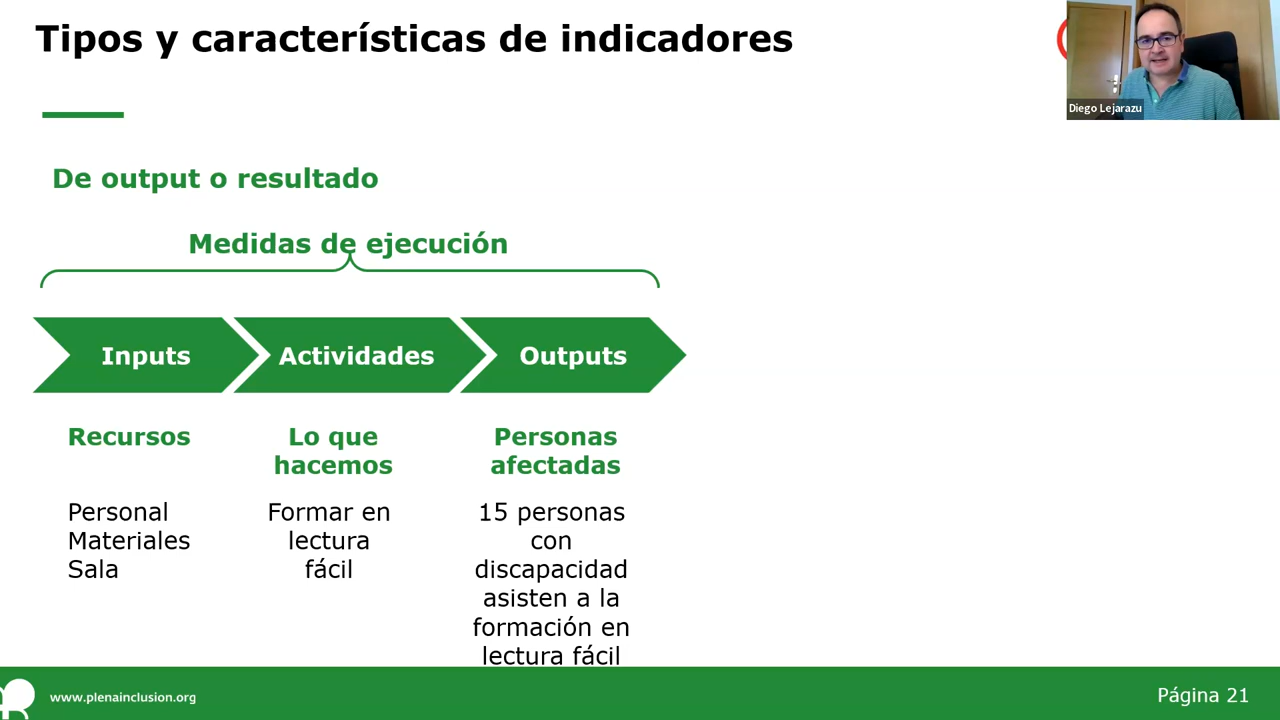 Tipos y características de indicadores
Diego Lejarazu
De output o resultado
Medidas de ejecución
Inputs
Actividades
Outputs
Recursos
Lo que
hacemos
Personas
afectadas
Personal
Materiales
Sala
Formar en
lectura
fácil
15 personas
con
discapacidad
asisten a la
formación en
lectura fácil
www.plenainclusion.org
Página 21